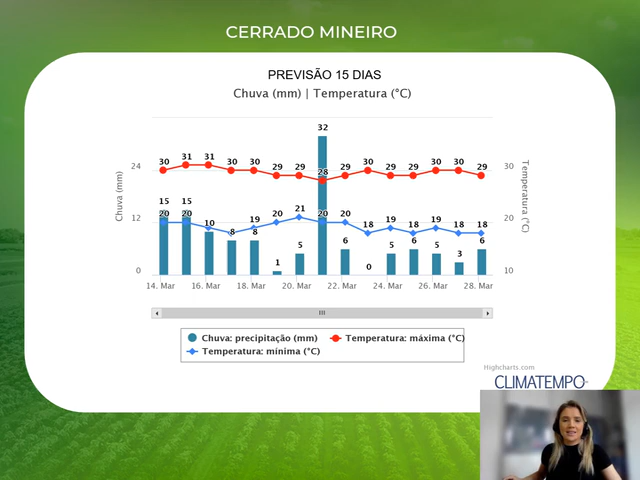 CERRADO MINEIRO
PREVISÃO 15 DIAS
Chuva (mm) | Temperatura (°C)
32
30 31 31 30 30 29 29 28 29 30 29 29 30 30 29
24 30
Chuva (mm)
Temperatura (°C)
15 15 10 8 8 1 5 6 0 5 6 5 3 6
20 20 19 20 21 20 20 18 19 18 19 18 18
12 20
0 10
14. Mar 16. Mar 18. Mar 20. Mar 22. Mar 24. Mar 26. Mar 28. Mar
Chuva: precipitação (mm) Temperatura: máxima (°C)
Temperatura: mínima (°C)
Highcharts.com
CLIMATEMPO